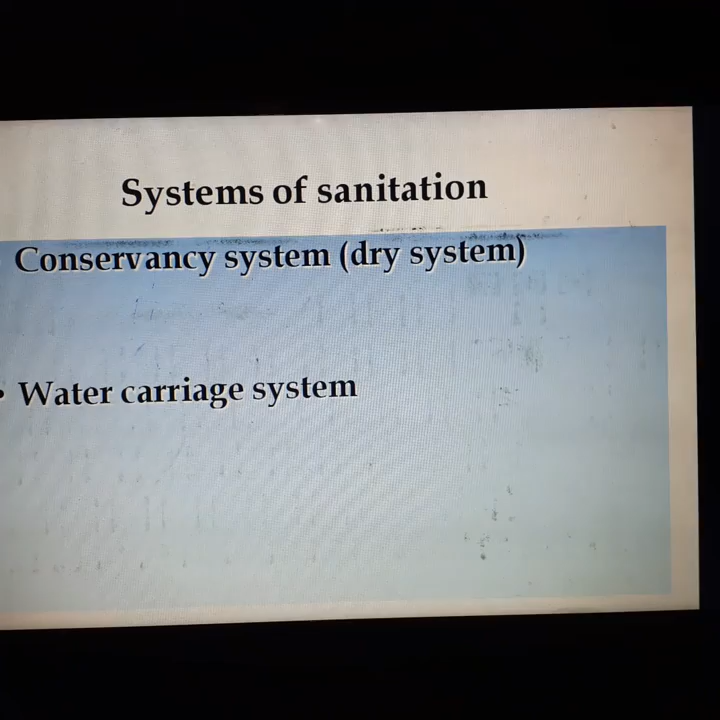 Systems of sanitation
Conservancy system (dry system)
• Water carriage system